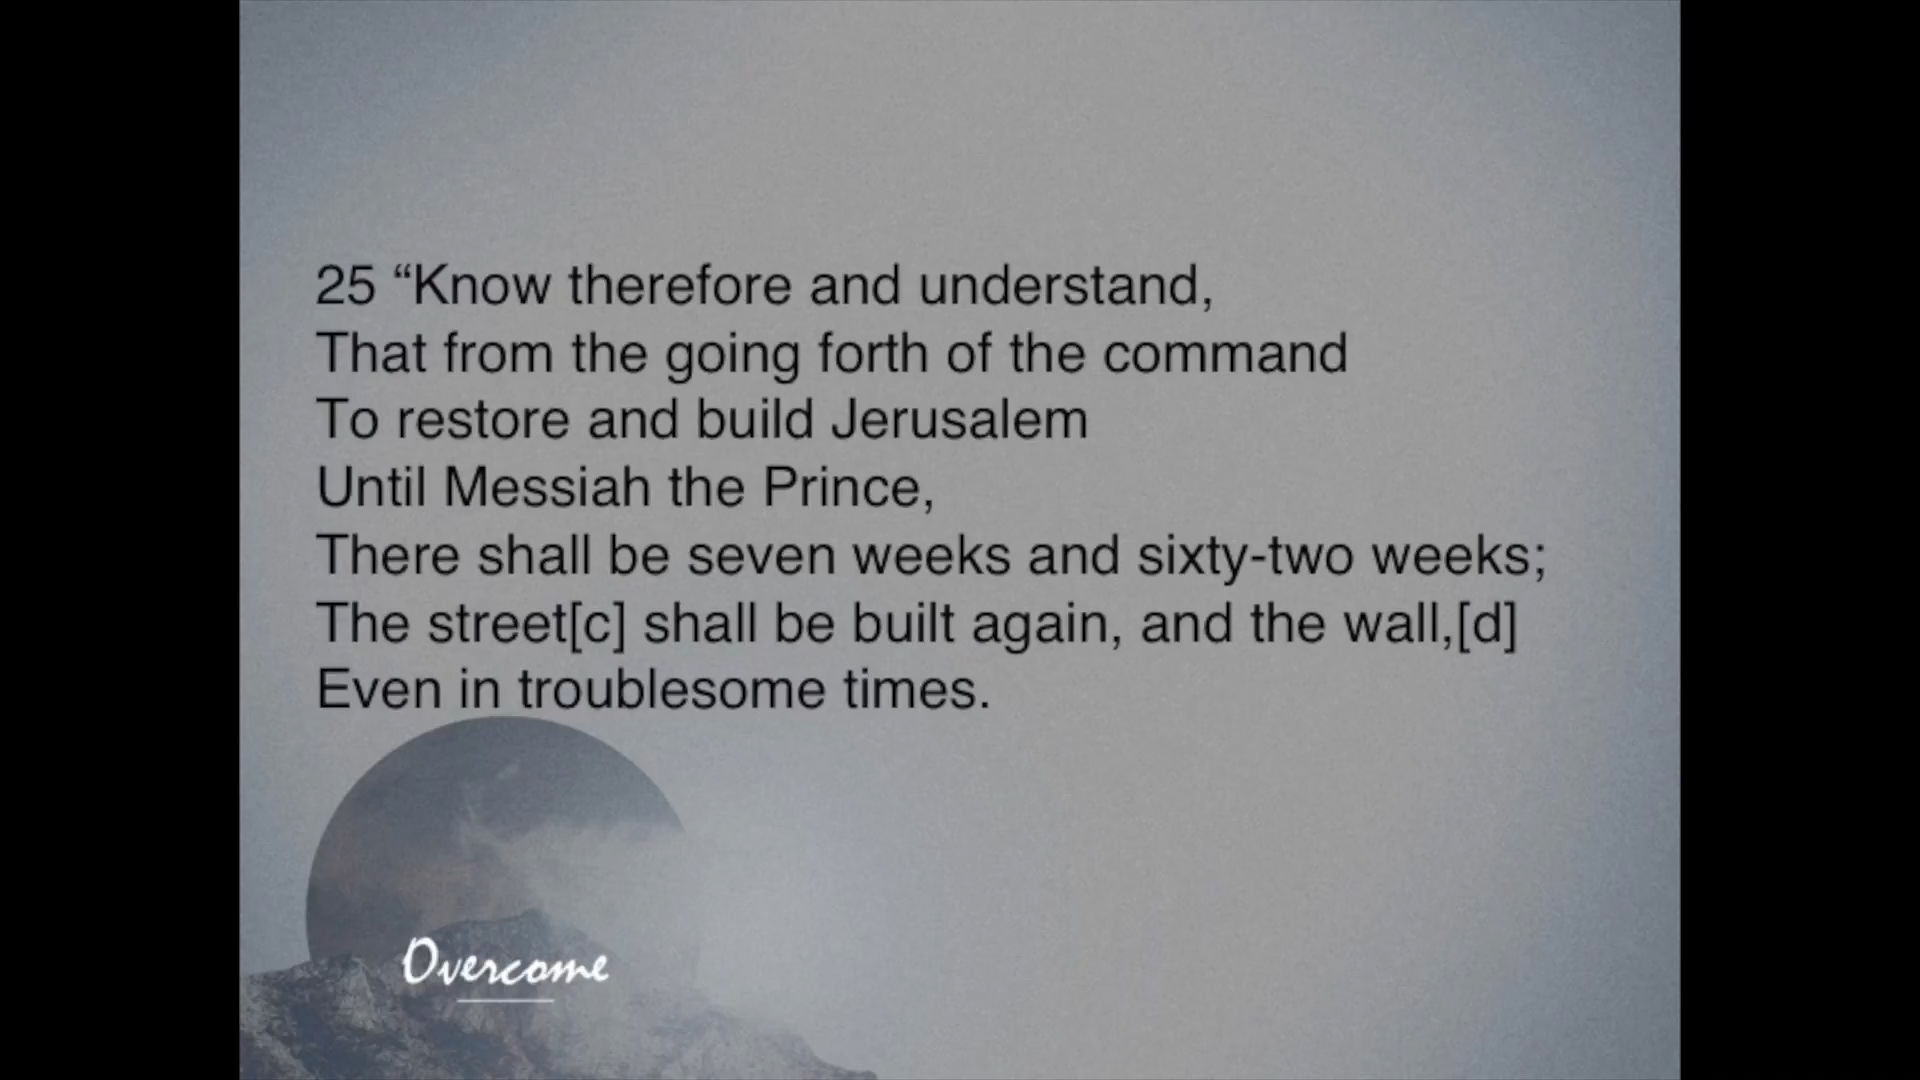 25 “Know therefore and understand,
That from the going forth of the command
To restore and build Jerusalem
Until Messiah the Prince,
There shall be seven weeks and sixty-two weeks;
The street[c] shall be built again, and the wall,[d]
Even in troublesome times.
Overcome